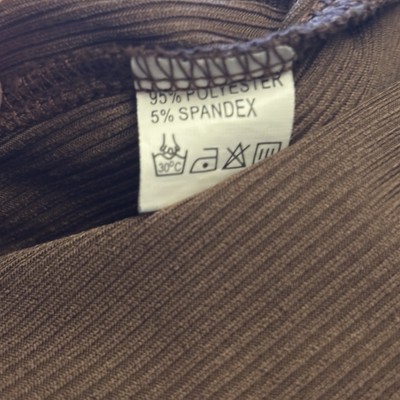 95% POLYESTER
5% SPANDEX
30°C